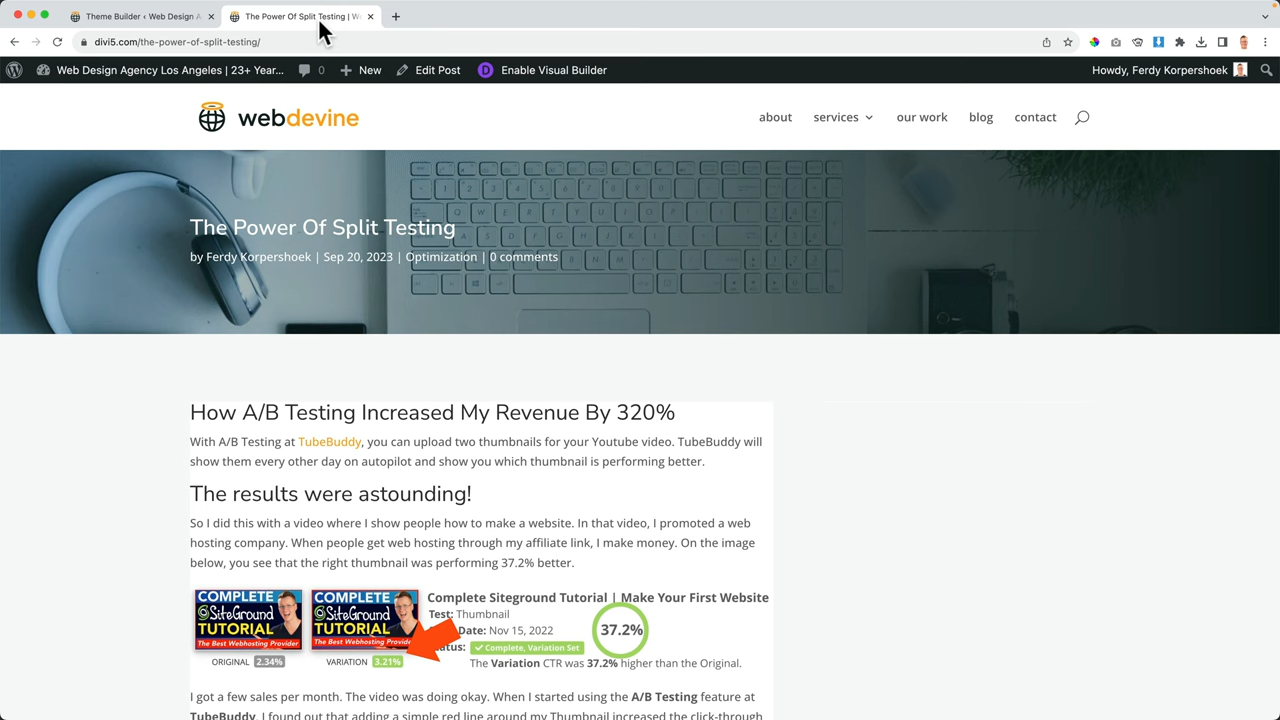 Theme Builder ‹ Web Design A
The Power Of Split Testing | W
divi5.com/the-power-of-split-testing/
Web Design Agency Los Angeles | 23+ Year... 0 New Edit Post Enable Visual Builder Howdy, Ferdy Korpershoek
webdevine about services our work blog contact
The Power Of Split Testing
by Ferdy Korpershoek | Sep 20, 2023 | Optimization | 0 comments
How A/B Testing Increased My Revenue By 320%
With A/B Testing at TubeBuddy, you can upload two thumbnails for your Youtube video. TubeBuddy will
show them every other day on autopilot and show you which thumbnail is performing better.
The results were astounding!
So I did this with a video where I show people how to make a website. In that video, I promoted a web
hosting company. When people get web hosting through my affiliate link, I make money. On the image
below, you see that the right thumbnail was performing 37.2% better.
COMPLETE
SiteGround
TUTORIAL
The Best Webhosting Provider
ORIGINAL 2.34%
COMPLETE
SiteGround
TUTORIAL
The Best Webhosting
VARIATION 3.21%
Complete Siteground Tutorial | Make Your First Website
Test: Thumbnail
Date: Nov 15, 2022
Complete, Variation Set
37.2%
The Variation CTR was 37.2% higher than the Original.
I got a few sales per month. The video was doing okay. When I started using the A/B Testing feature at
TubeBuddy, I found out that adding a simple red line around my Thumbnail increased the click-through